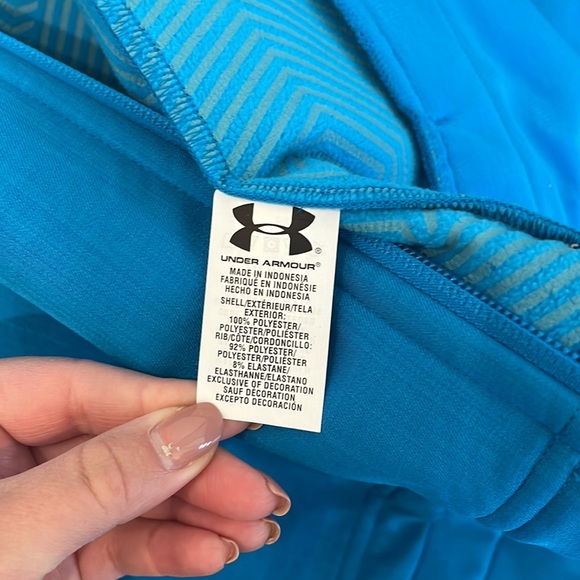 UNDER ARMOUR®
MADE IN INDONESIA
FABRIQUÉ EN INDONÉSIE
HECHO EN INDONESIA
SHELL/EXTÉRIEUR/TELA
EXTERIOR:
100% POLYESTER/
POLYESTER/POLIÉSTER
RIB/CÔTE/CORDONCILLO:
92% POLYESTER/
POLYESTER/POLIÉSTER
8% ELASTANE/
ELASTHANNE/ELASTANO
EXCLUSIVE OF DECORATION
SAUF DÉCORATION
EXCEPTO DECORACIÓN